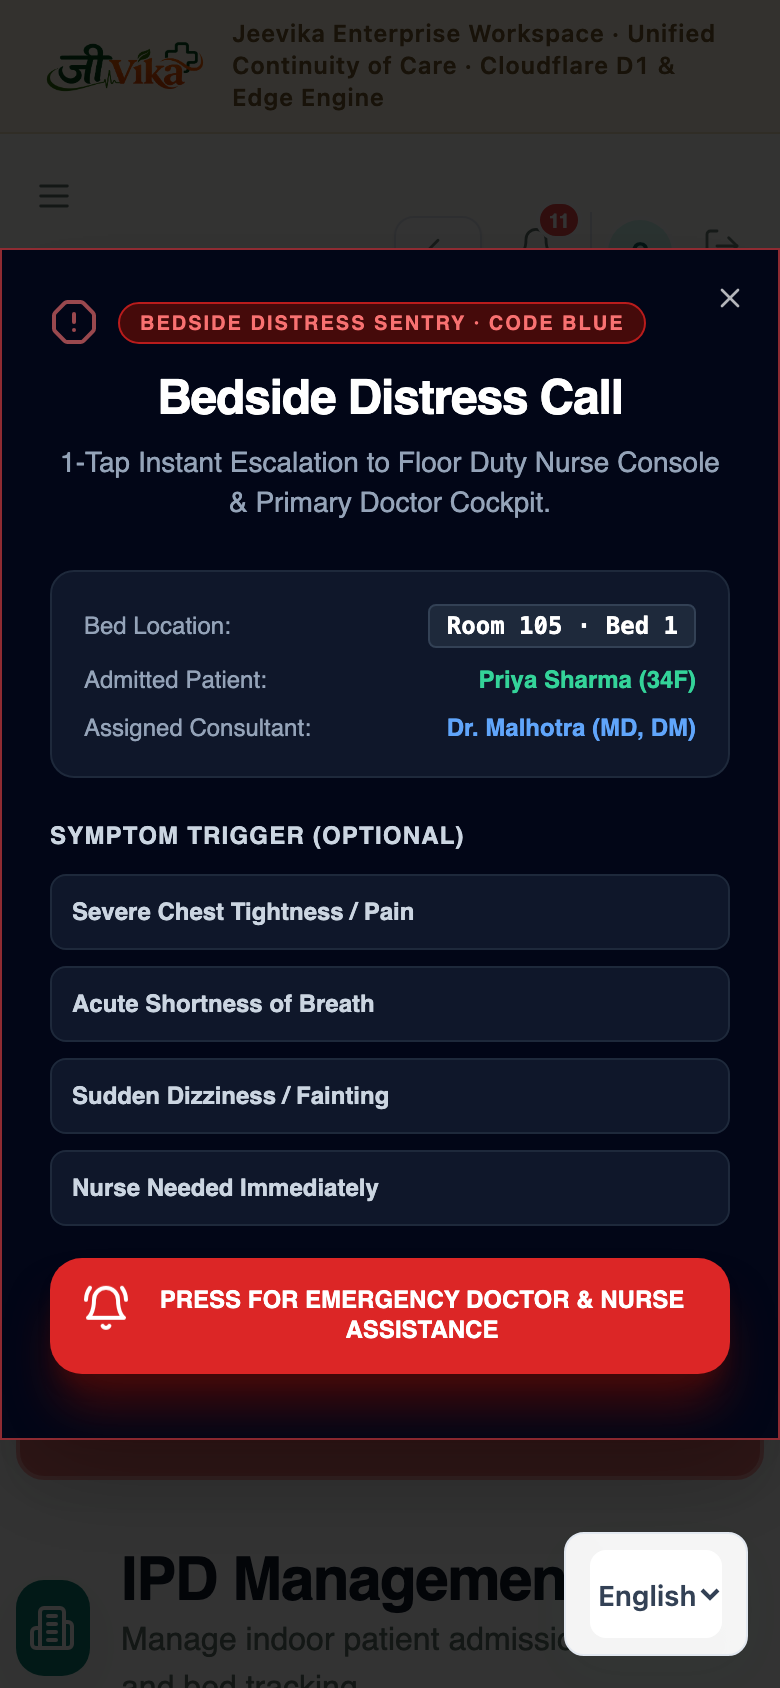 जीVika
Jeevika Enterprise Workspace · Unified
Continuity of Care · Cloudflare D1 &
Edge Engine
11
BEDSIDE DISTRESS SENTRY · CODE BLUE
Bedside Distress Call
1-Tap Instant Escalation to Floor Duty Nurse Console
& Primary Doctor Cockpit.
Bed Location:
Room 105 · Bed 1
Admitted Patient:
Priya Sharma (34F)
Assigned Consultant:
Dr. Malhotra (MD, DM)
SYMPTOM TRIGGER (OPTIONAL)
Severe Chest Tightness / Pain
Acute Shortness of Breath
Sudden Dizziness / Fainting
Nurse Needed Immediately
PRESS FOR EMERGENCY DOCTOR & NURSE
ASSISTANCE
IPD Managemen
English
Manage indoor patient admissio
and bed tracking